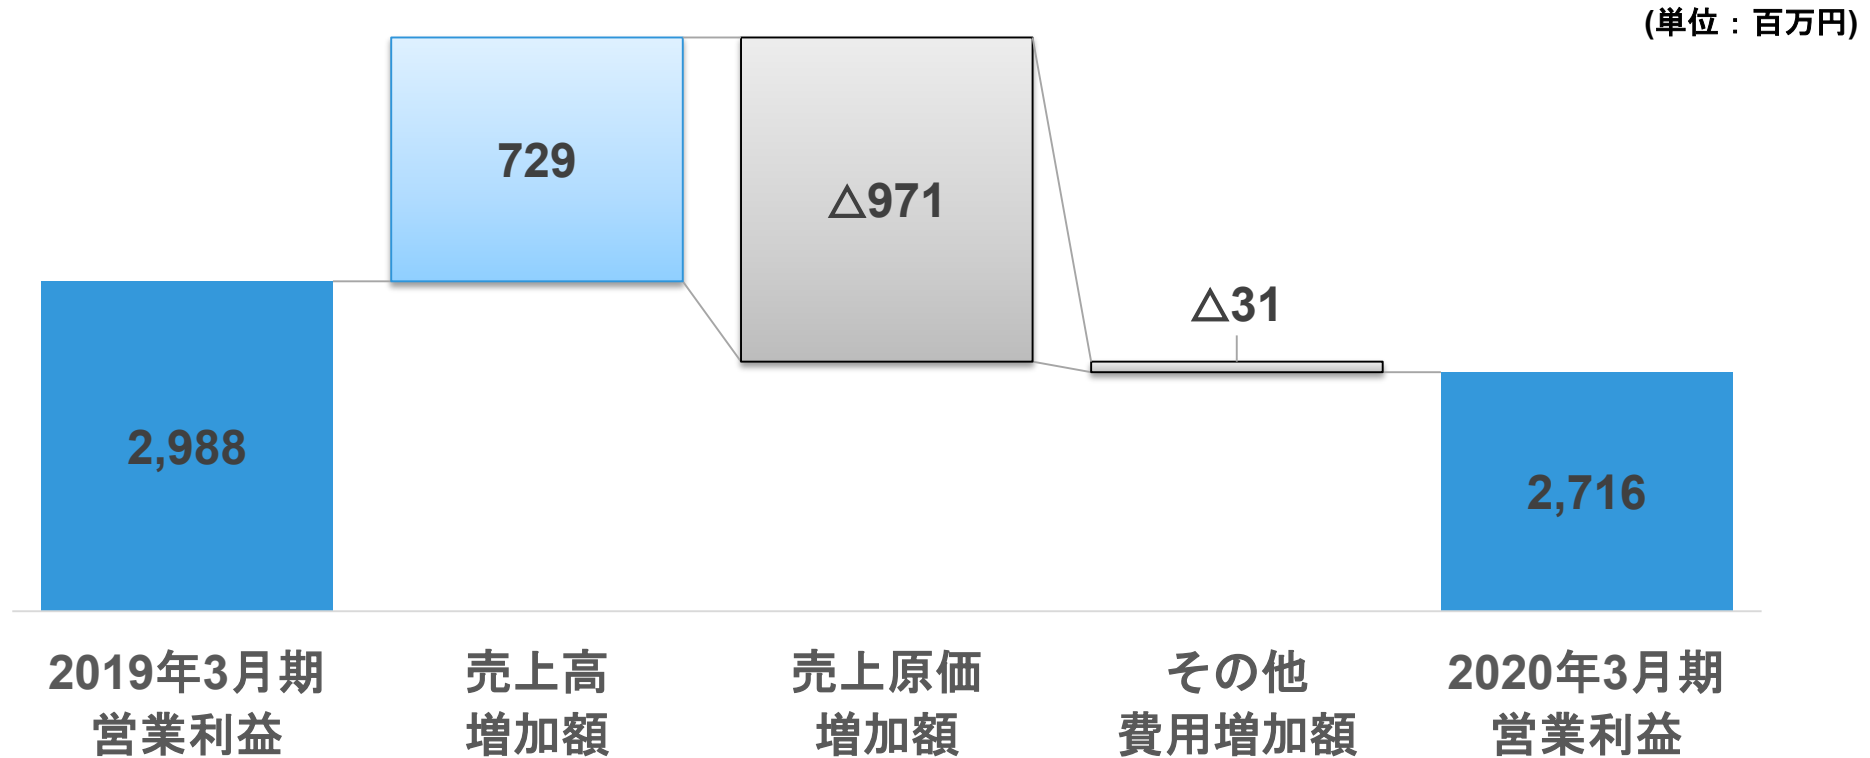 (単位：百万円)
729
△971
△31
2,988
2,716
2019年3月期
営業利益
売上高
増加額
売上原価
増加額
その他
費用増加額
2020年3月期
営業利益